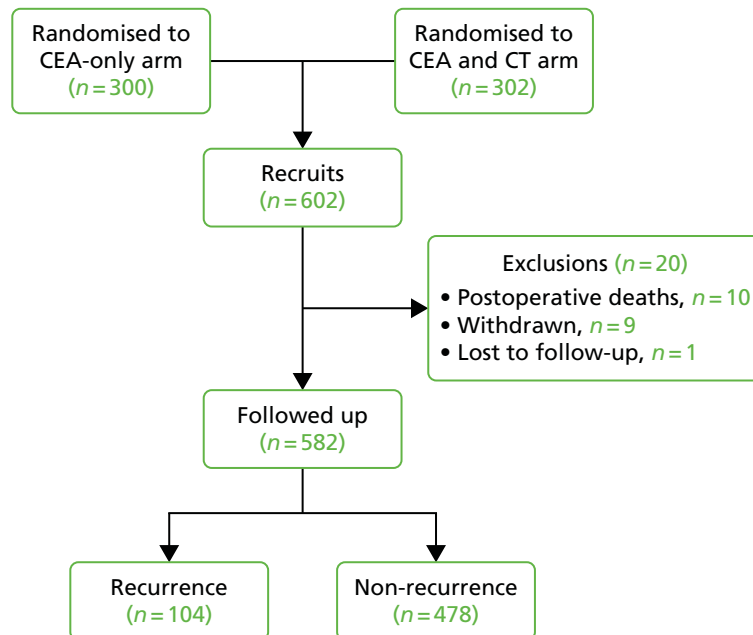 Randomised to
CEA-only arm
(n=300)
Randomised to
CEA and CT arm
(n=302)
Recruits
(n=602)
Exclusions (n=20)
• Postoperative deaths, n=10
• Withdrawn, n=9
• Lost to follow-up, n=1
Followed up
(n=582)
Recurrence
(n=104)
Non-recurrence
(n=478)